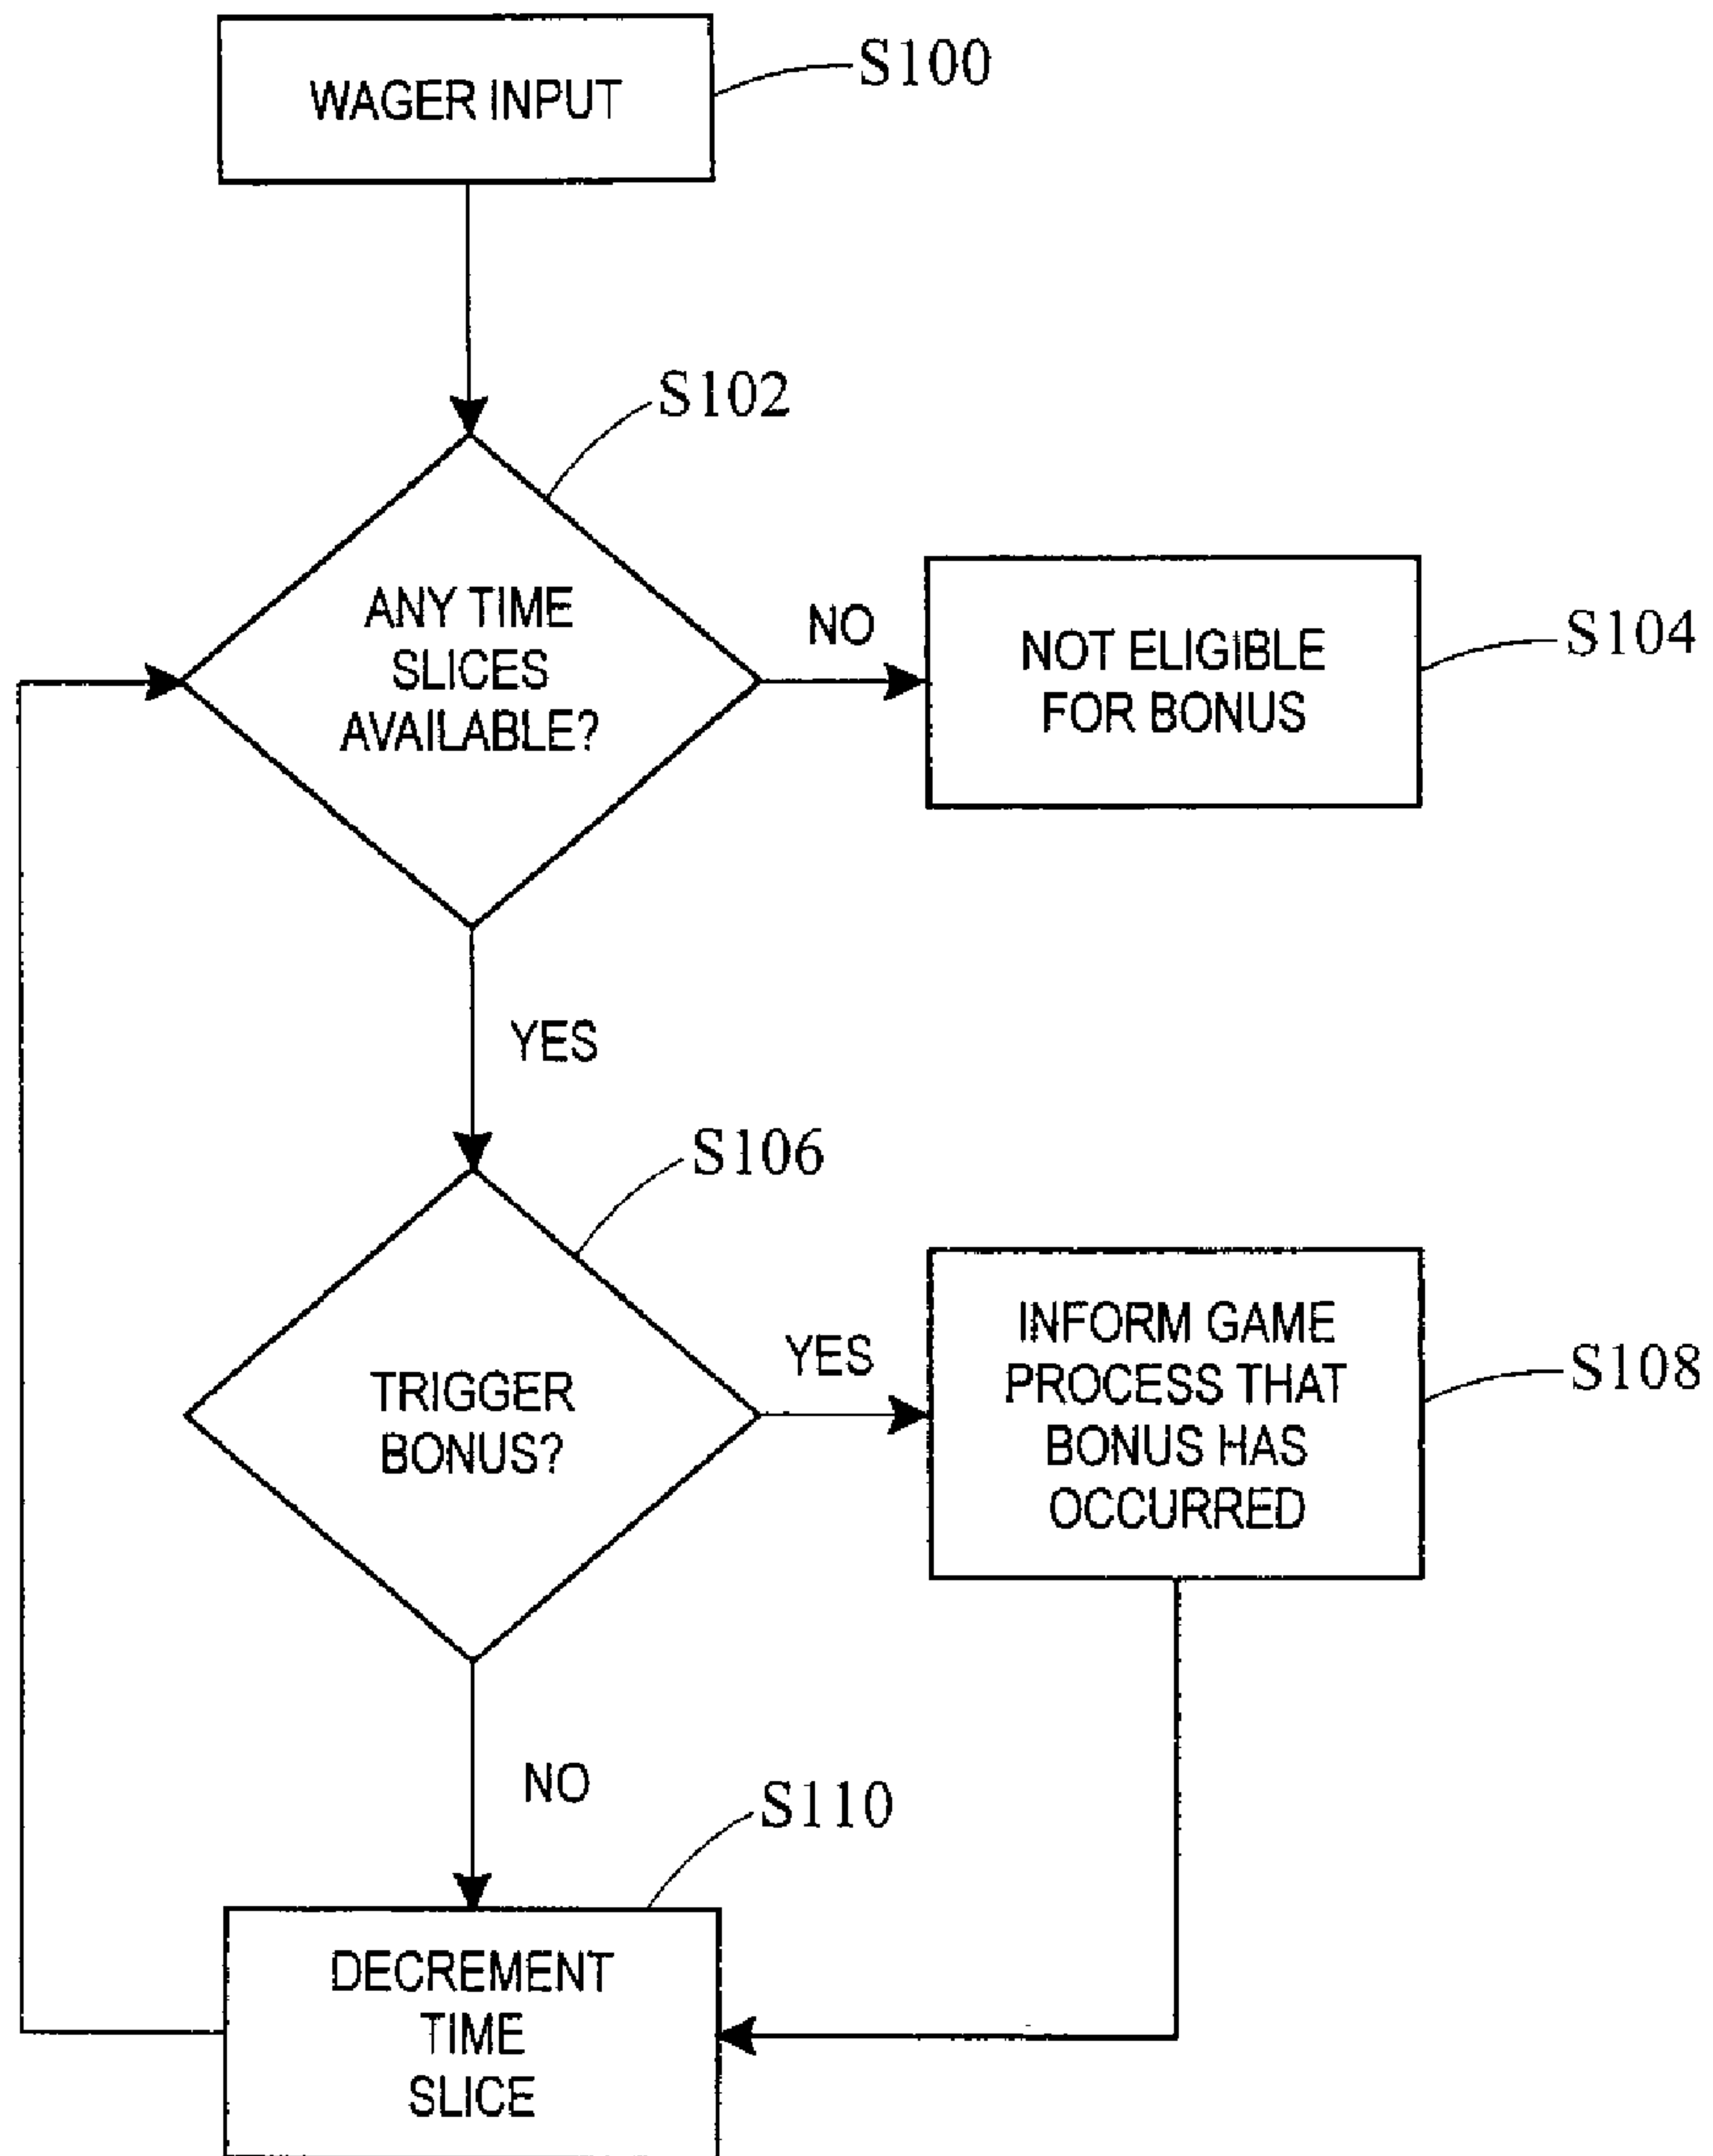 WAGER INPUT
S100
S102
ANY TIME
SLICES
AVAILABLE?
NO
NOT ELIGIBLE
FOR BONUS
S104
YES
S106
TRIGGER
BONUS?
YES
INFORM GAME
PROCESS THAT
BONUS HAS
OCCURRED
S108
NO
S110
DECREMENT
TIME
SLICE